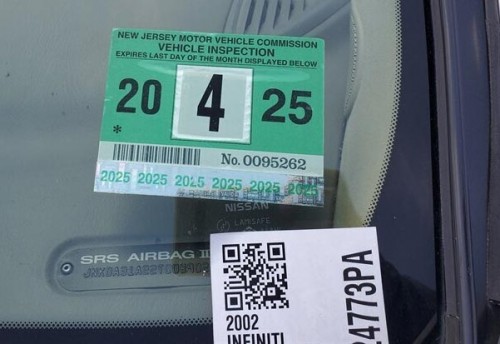 NEW JERSEY MOTOR VEHICLE COMMISSION
VEHICLE INSPECTION
EXPIRES LAST DAY OF THE MONTH DISPLAYED BELOW
20 4 25
*
No. 0095262
2025 2025 2025 2025 2025 2025
NISSAN
SRS AIRBAG
2002
INFINITI
24773PA